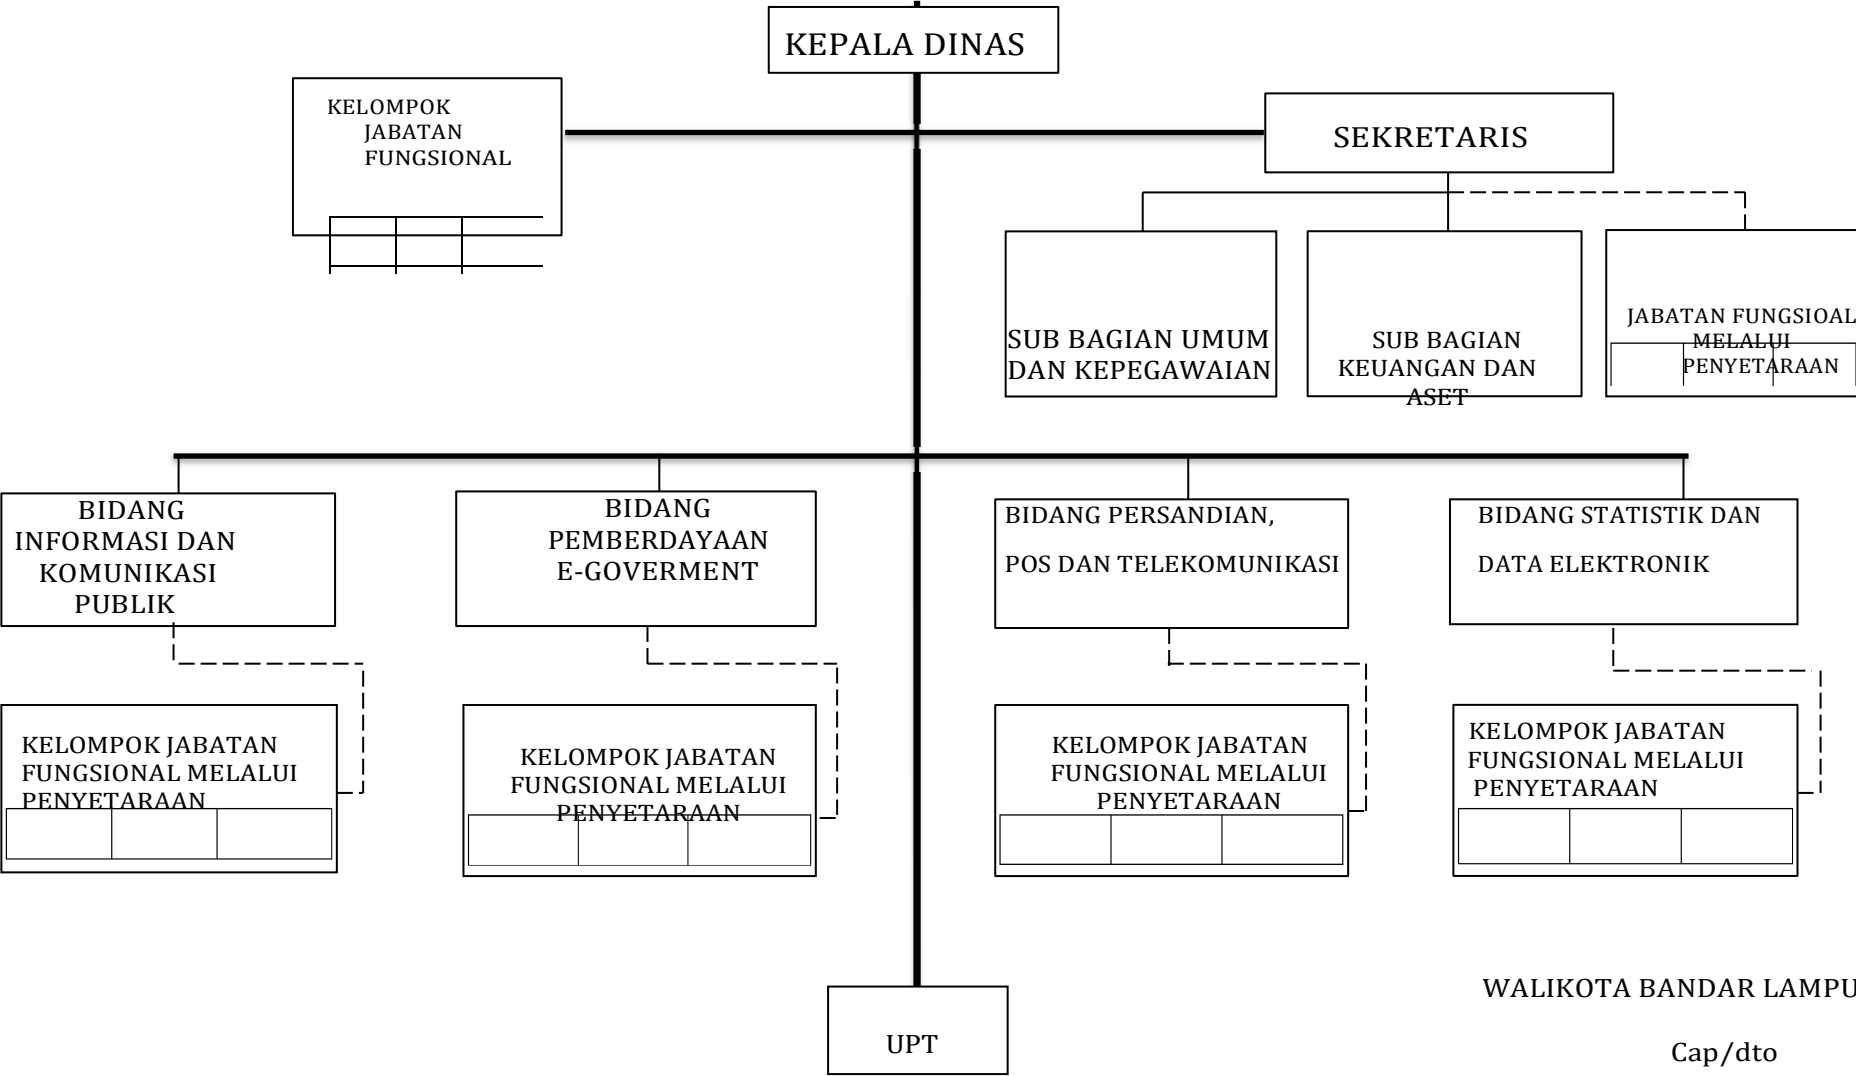 KEPALA DINAS
KELOMPOK
JABATAN
FUNGSIONAL
SEKRETARIS
SUB BAGIAN UMUM
DAN KEPEGAWAIAN
SUB BAGIAN
KEUANGAN DAN
ASET
JABATAN FUNGSIOAL
MELALUI
PENYETARAAN
BIDANG
INFORMASI DAN
KOMUNIKASI
PUBLIK
BIDANG
PEMBERDAYAAN
E-GOVERMENT
BIDANG PERSANDIAN,
POS DAN TELEKOMUNIKASI
BIDANG STATISTIK DAN
DATA ELEKTRONIK
KELOMPOK JABATAN
FUNGSIONAL MELALUI
PENYETARAAN
KELOMPOK JABATAN
FUNGSIONAL MELALUI
PENYETARAAN
KELOMPOK JABATAN
FUNGSIONAL MELALUI
PENYETARAAN
KELOMPOK JABATAN
FUNGSIONAL MELALUI
PENYETARAAN
UPT
WALIKOTA BANDAR LAMPU
Cap/dto